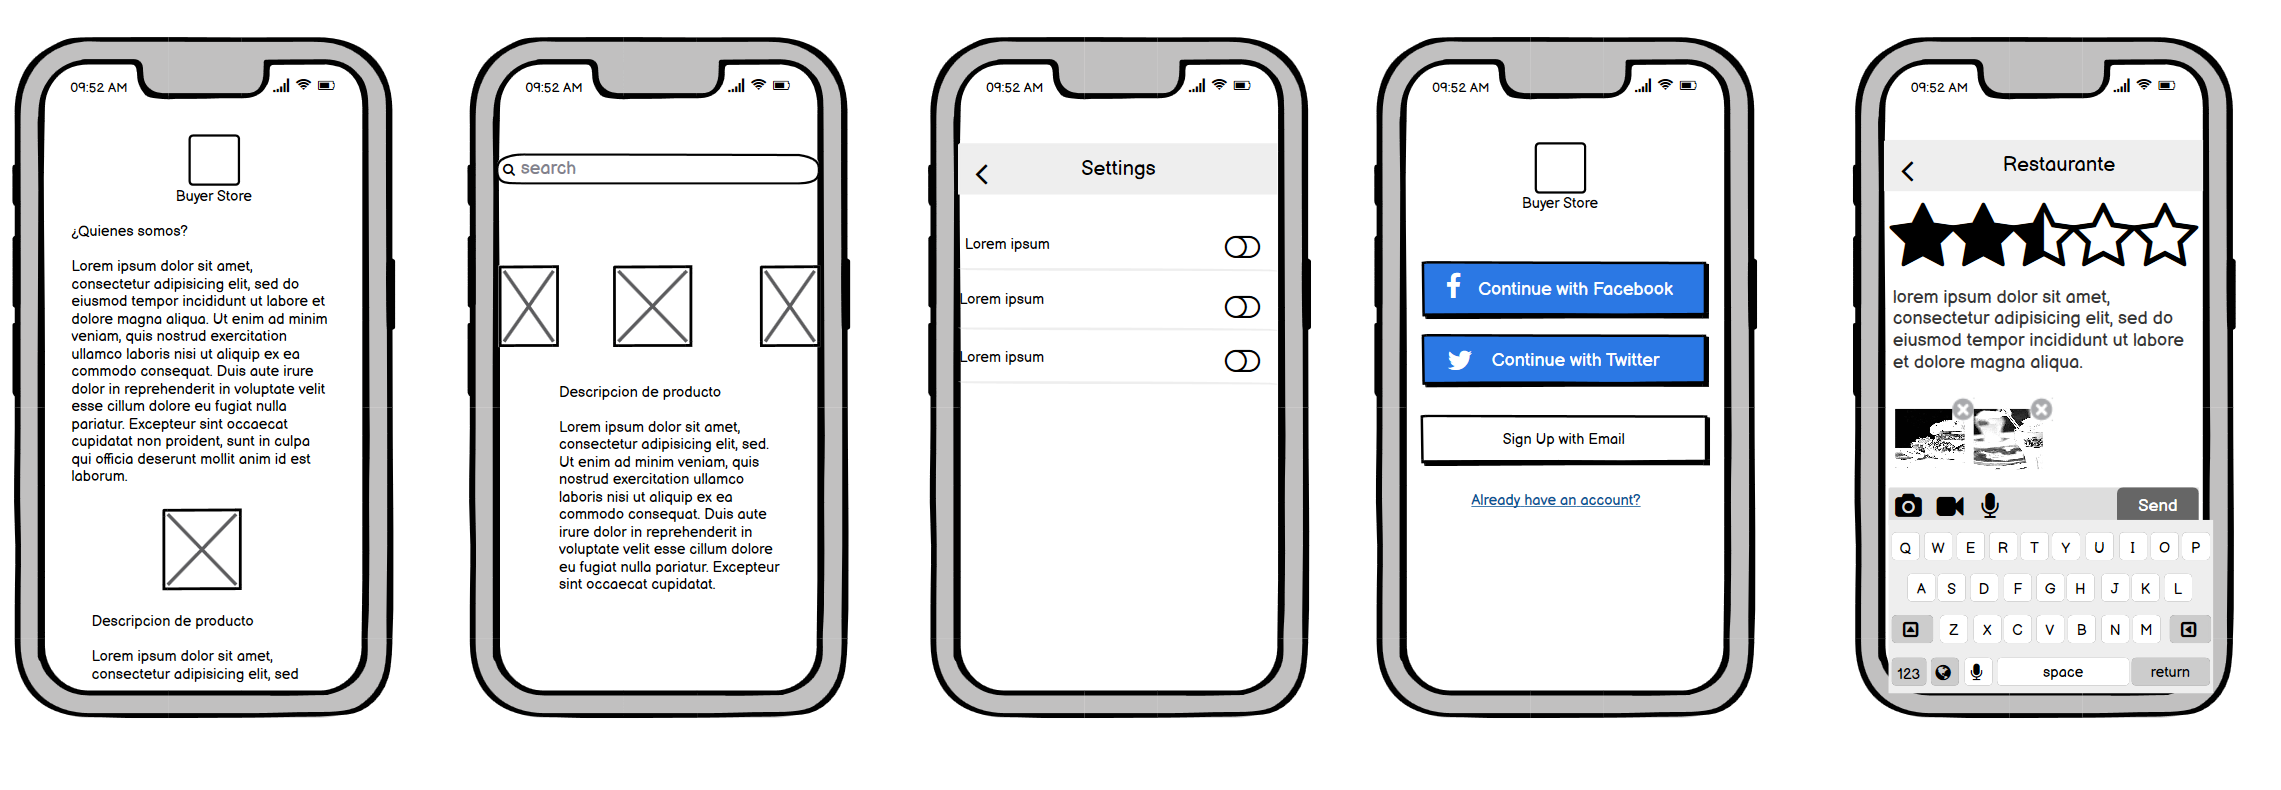 09:52 AM
Buyer Store
¿Quienes somos?
Lorem ipsum dolor sit amet,
consectetur adipisicing elit, sed do
eiusmod tempor incididunt ut labore et
dolore magna aliqua. Ut enim ad minim
veniam, quis nostrud exercitation
ullamco laboris nisi ut aliquip ex ea
commodo consequat. Duis aute irure
dolor in reprehenderit in voluptate velit
esse cillum dolore eu fugiat nulla
pariatur. Excepteur sint occaecat
cupidatat non proident, sunt in culpa
qui officia deserunt mollit anim id est
laborum.
Descripcion de producto
Lorem ipsum dolor sit amet,
consectetur adipisicing elit, sed
09:52 AM
search
Descripcion de producto
Lorem ipsum dolor sit amet,
consectetur adipisicing elit, sed.
Ut enim ad minim veniam, quis
nostrud exercitation ullamco
laboris nisi ut aliquip ex ea
commodo consequat. Duis aute
irure dolor in reprehenderit in
voluptate velit esse cillum dolore
eu fugiat nulla pariatur. Excepteur
sint occaecat cupidatat.
09:52 AM
Settings
Lorem ipsum
Lorem ipsum
Lorem ipsum
09:52 AM
Buyer Store
Continue with Facebook
Continue with Twitter
Sign Up with Email
Already have an account?
09:52 AM
Restaurante
lorem ipsum dolor sit amet,
consectetur adipisicing elit, sed do
eiusmod tempor incididunt ut labore
et dolore magna aliqua.
Send
Q W E R T Y U I O P
A S D F G H J K L
Z X C V B N M
123 space return